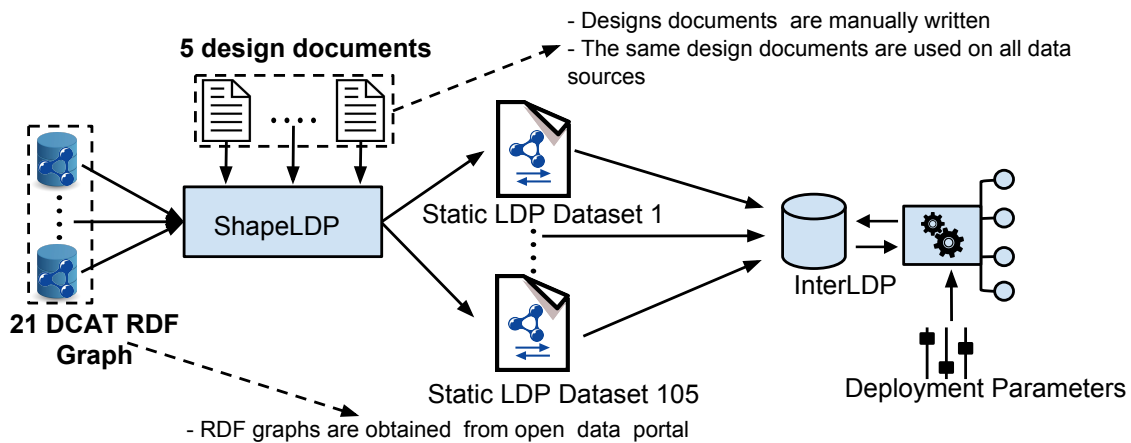 - Designs documents are manually written
- The same design documents are used on all data
sources
5 design documents
....
ShapeLDP
Static LDP Dataset 1
InterLDP
21 DCAT RDF
Graph
Static LDP Dataset 105
Deployment Parameters
- RDF graphs are obtained from open data portal